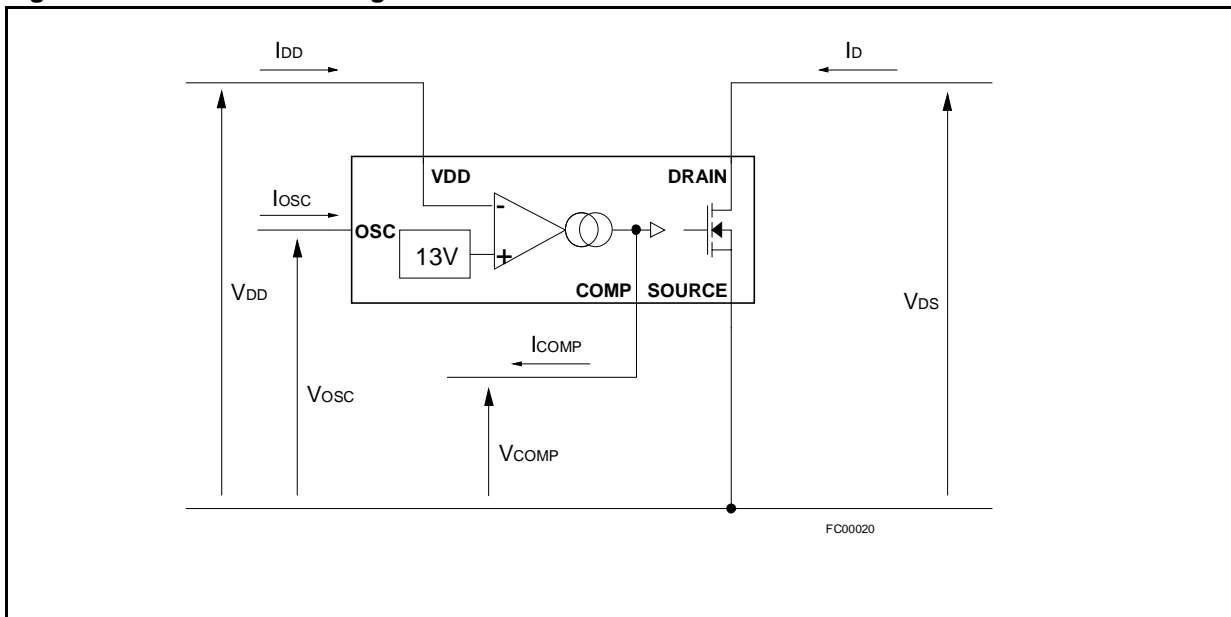 IDD
ID
VDD
DRAIN
IOSC
OSC
-
13V
+
COMP
SOURCE
VDD
VDS
ICOMP
VOSC
VCOMP
FC00020